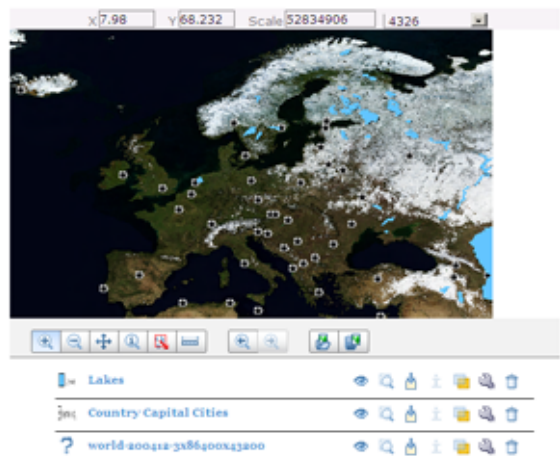 X 7.98 Y 68.232 Scale 52834906 4326
Lakes
Country Capital Cities
world-200412-3x86400x43200